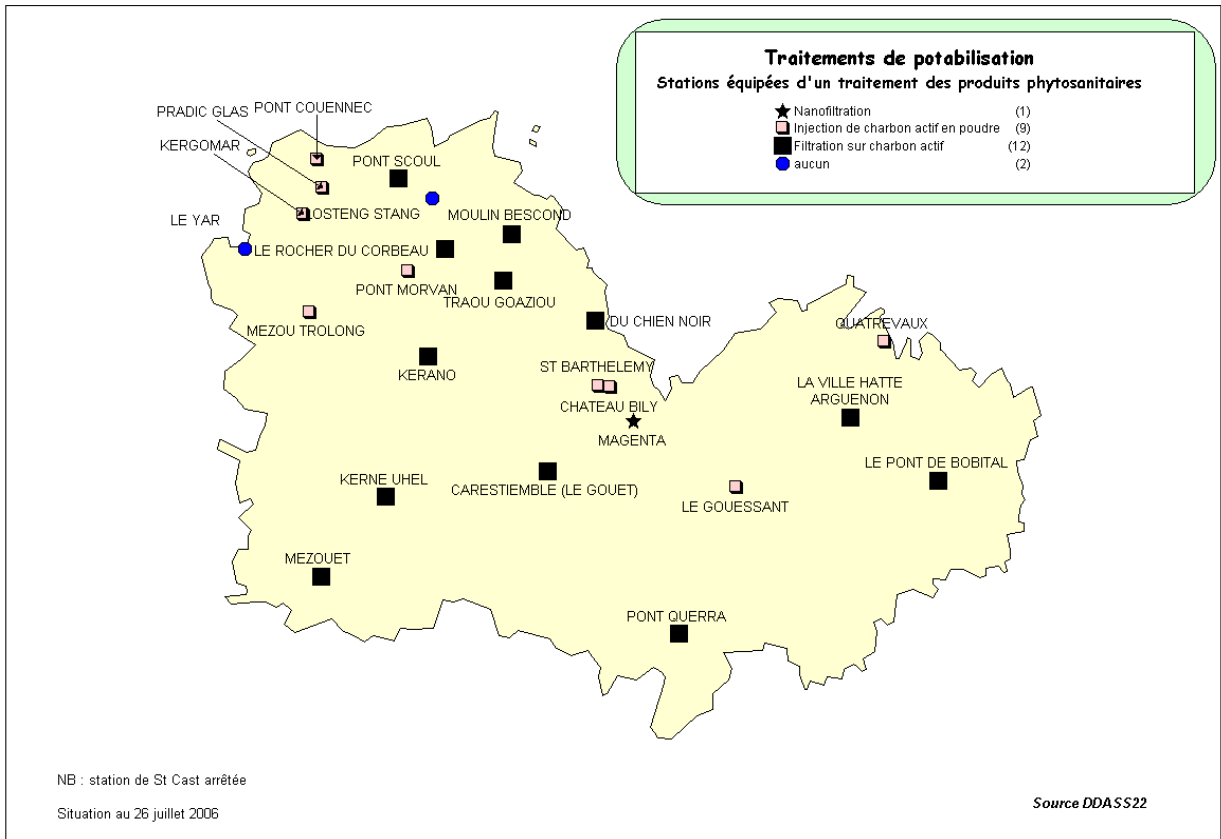 Traitements de potabilisation
Stations équipées d'un traitement des produits phytosanitaires
Nanofiltration (1)
Injection de charbon actif en poudre (9)
Filtration sur charbon actif (12)
aucun (2)
PRADIC GLAS
PONT COUENNEC
KERGOMAR
PONT SCOUL
LOSTENG STANG
MOULIN BESCOND
LE YAR
LE ROCHER DU CORBEAU
PONT MORVAN
TRAOU GOAZIOU
MEZOU TROLONG
DU CHIEN NOIR
QUATREVAUX
KERANO
ST BARTHELEMY
CHATEAU BILY
LA VILLE HATTE
ARGUENON
MAGENTA
LE PONT DE BOBITAL
KERNE UHEL
CARESTIEMBLE (LE GOUET)
LE GOUESSANT
MEZOUET
PONT QUERRA
NB : station de St Cast arrêtée
Situation au 26 juillet 2006
Source DDASS22